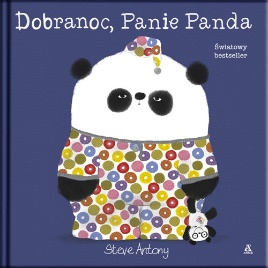 Dobranoc, Panie Panda
Światowy
bestseller
Steve Antony